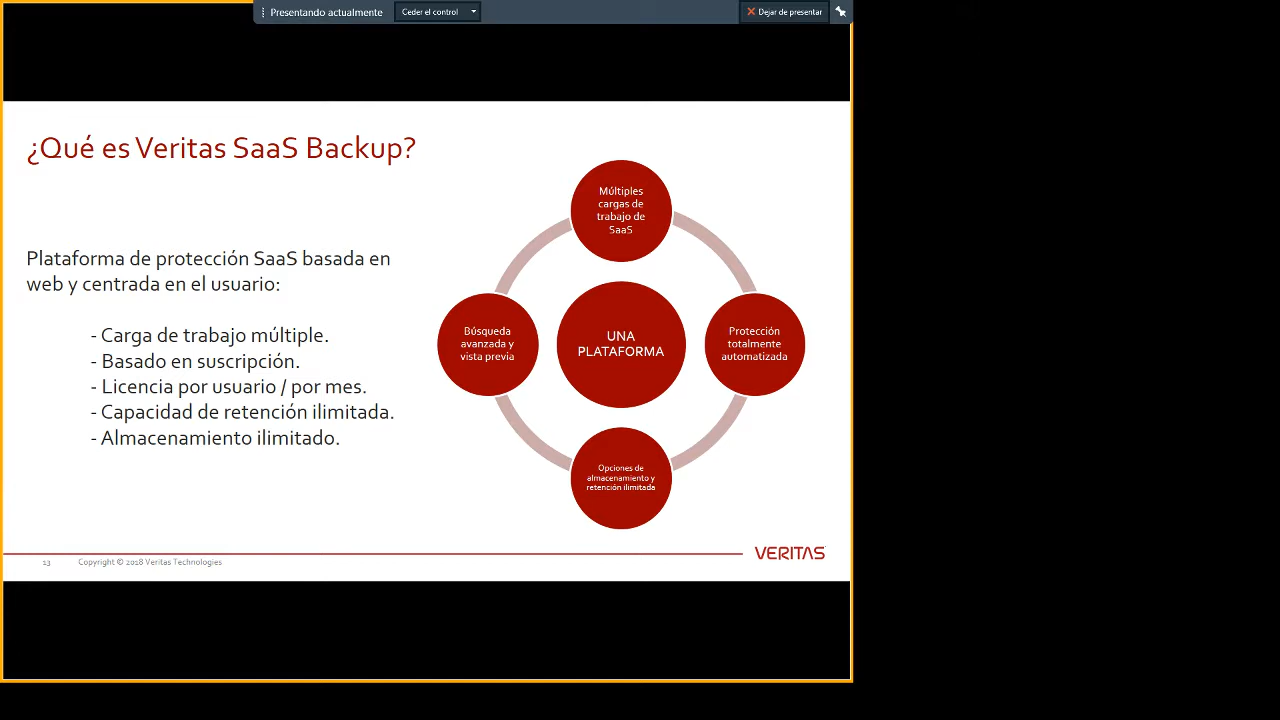 Presentando actualmente
Ceder el control
Dejar de presentar
¿Qué es Veritas SaaS Backup?
Plataforma de protección SaaS basada en
web y centrada en el usuario:
- Carga de trabajo múltiple.
- Basado en suscripción.
- Licencia por usuario / por mes.
- Capacidad de retención ilimitada.
- Almacenamiento ilimitado.
Múltiples
cargas de
trabajo de
SaaS
Búsqueda
avanzada y
vista previa
UNA
PLATAFORMA
Protección
totalmente
automatizada
Opciones de
almacenamiento y
retención ilimitada
VERITAS
13
Copyright © 2018 Veritas Technologies